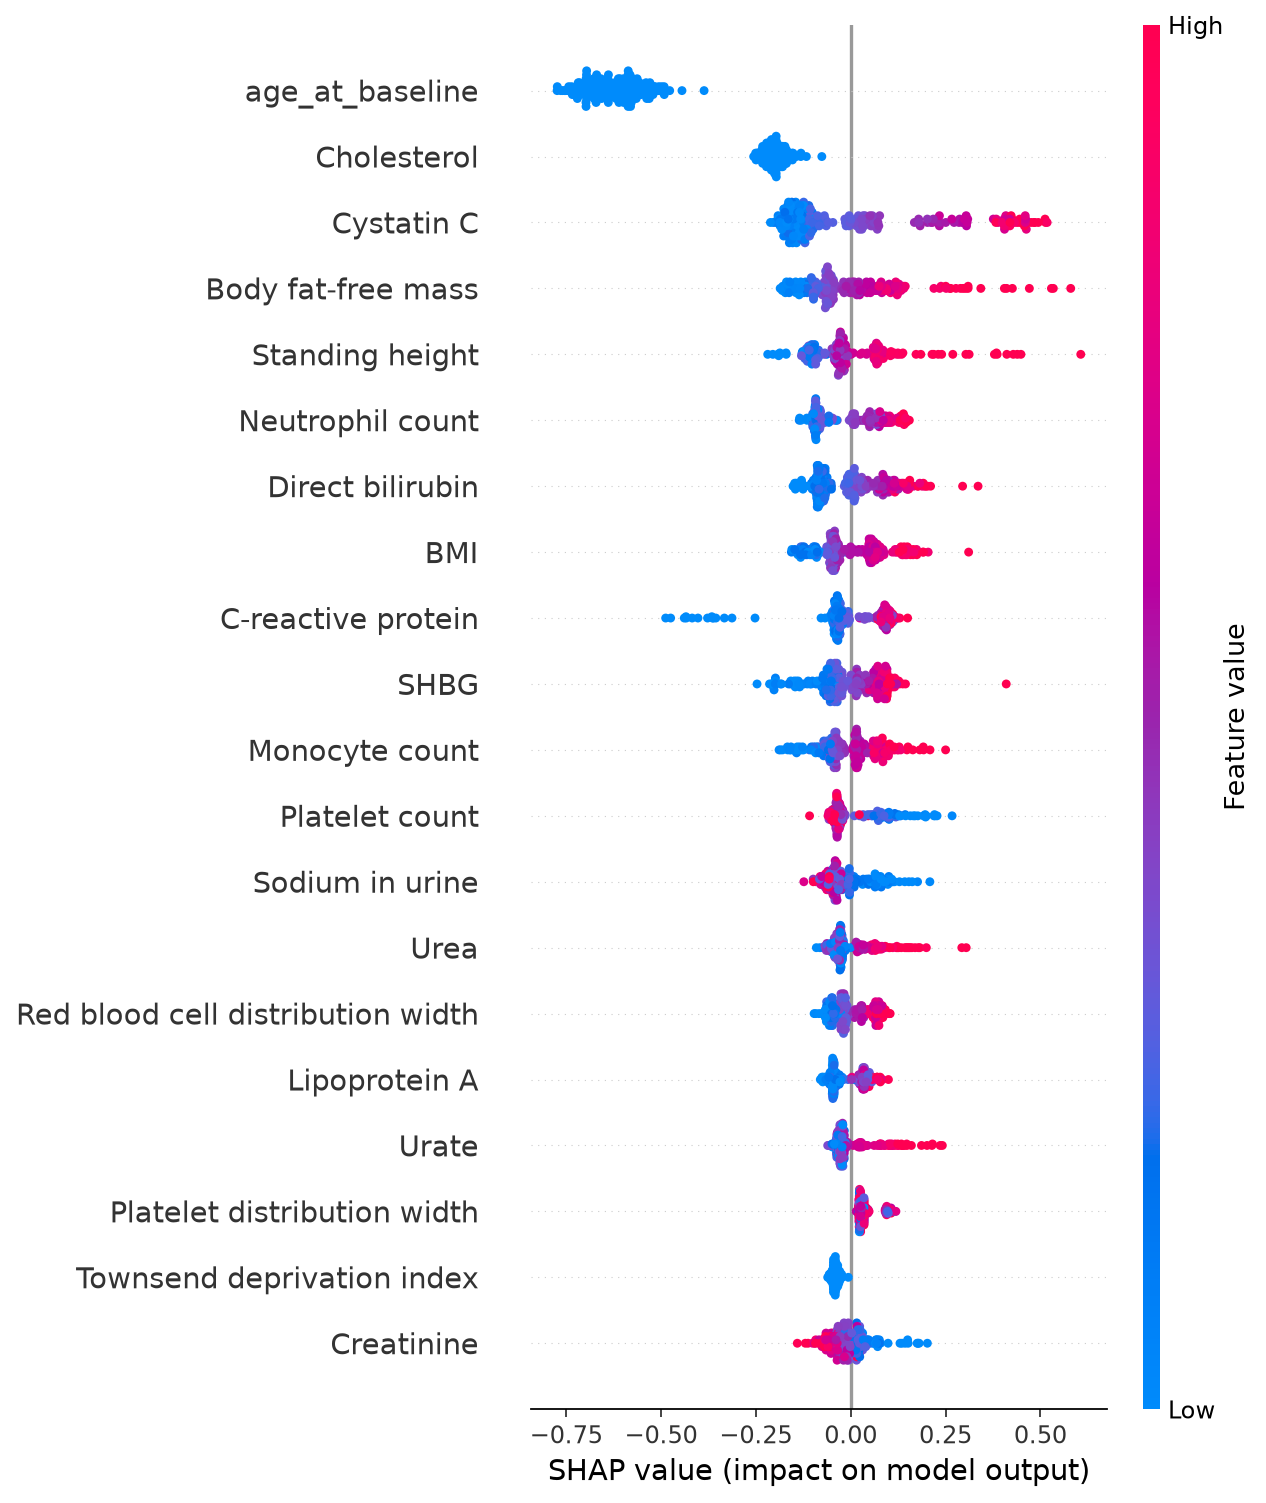 High
age_at_baseline
Cholesterol
Cystatin C
Body fat-free mass
Standing height
Neutrophil count
Direct bilirubin
BMI
C-reactive protein
SHBG
Monocyte count
Platelet count
Sodium in urine
Urea
Red blood cell distribution width
Lipoprotein A
Urate
Platelet distribution width
Townsend deprivation index
Creatinine
Feature value
Low
−0.75 −0.50 −0.25 0.00 0.25 0.50
SHAP value (impact on model output)